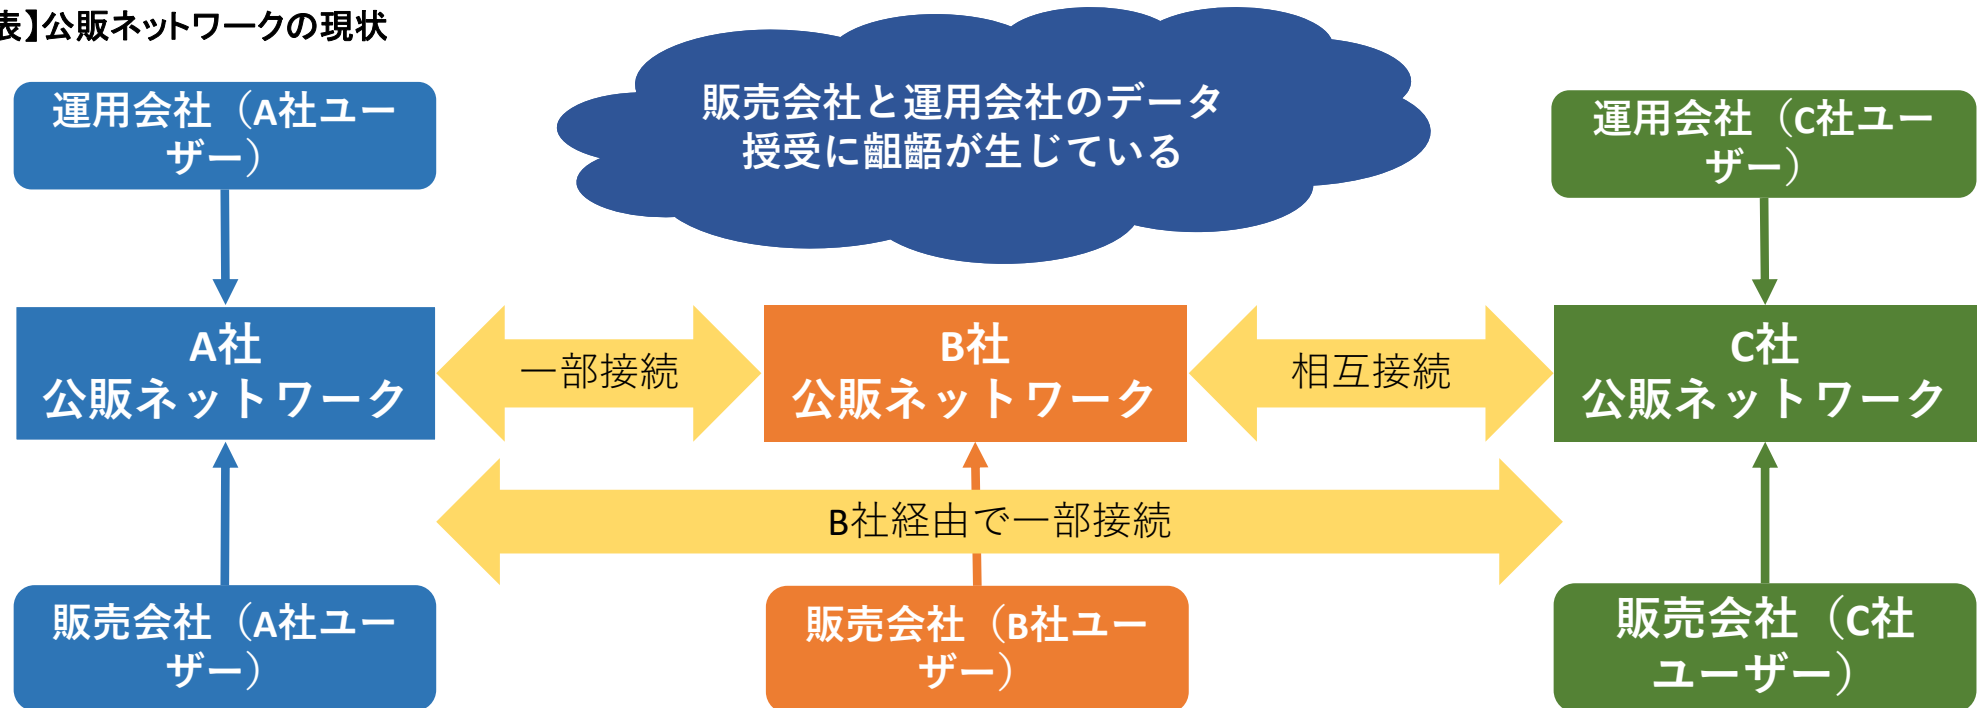 表】公販ネットワークの現状
運用会社（A社ユー
ザー）
販売会社と運用会社のデータ
授受に齟齬が生じている
運用会社（C社ユー
ザー）
A社
公販ネットワーク
一部接続
B社
公販ネットワーク
相互接続
C社
公販ネットワーク
B社経由で一部接続
販売会社（A社ユー
ザー）
販売会社（B社ユー
ザー）
販売会社（C社
ユーザー）